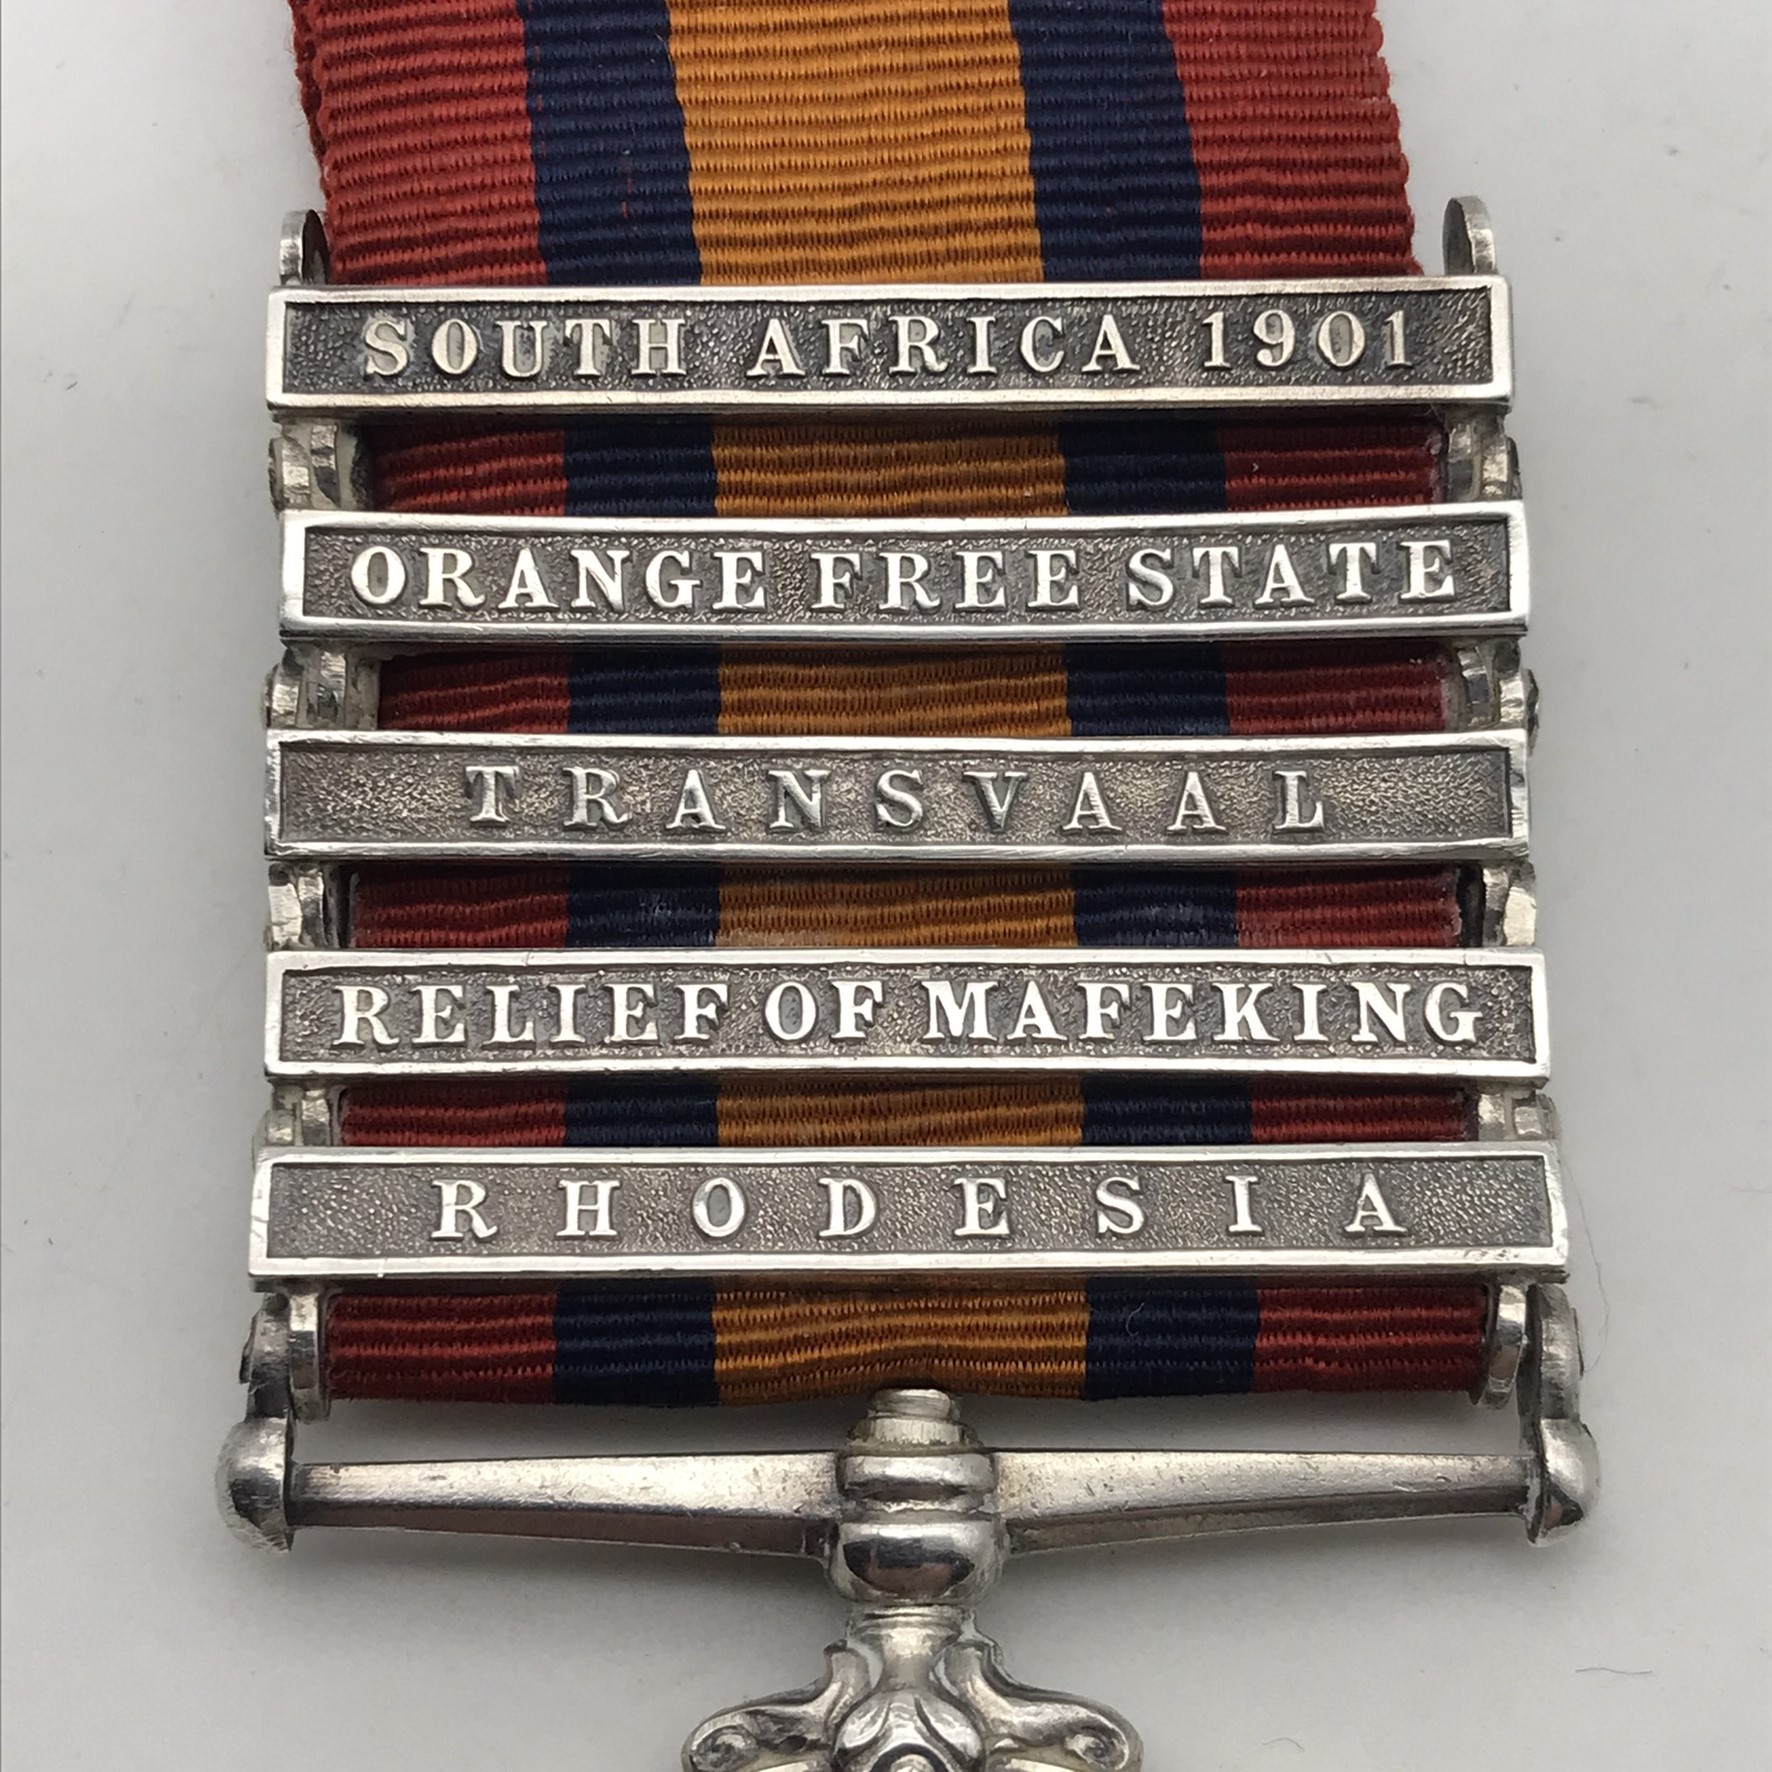 SOUTH AFRICA 1901
ORANGE FREE STATE
TRANSVAAL
RELIEF OF MAFEKING
RHODESIA